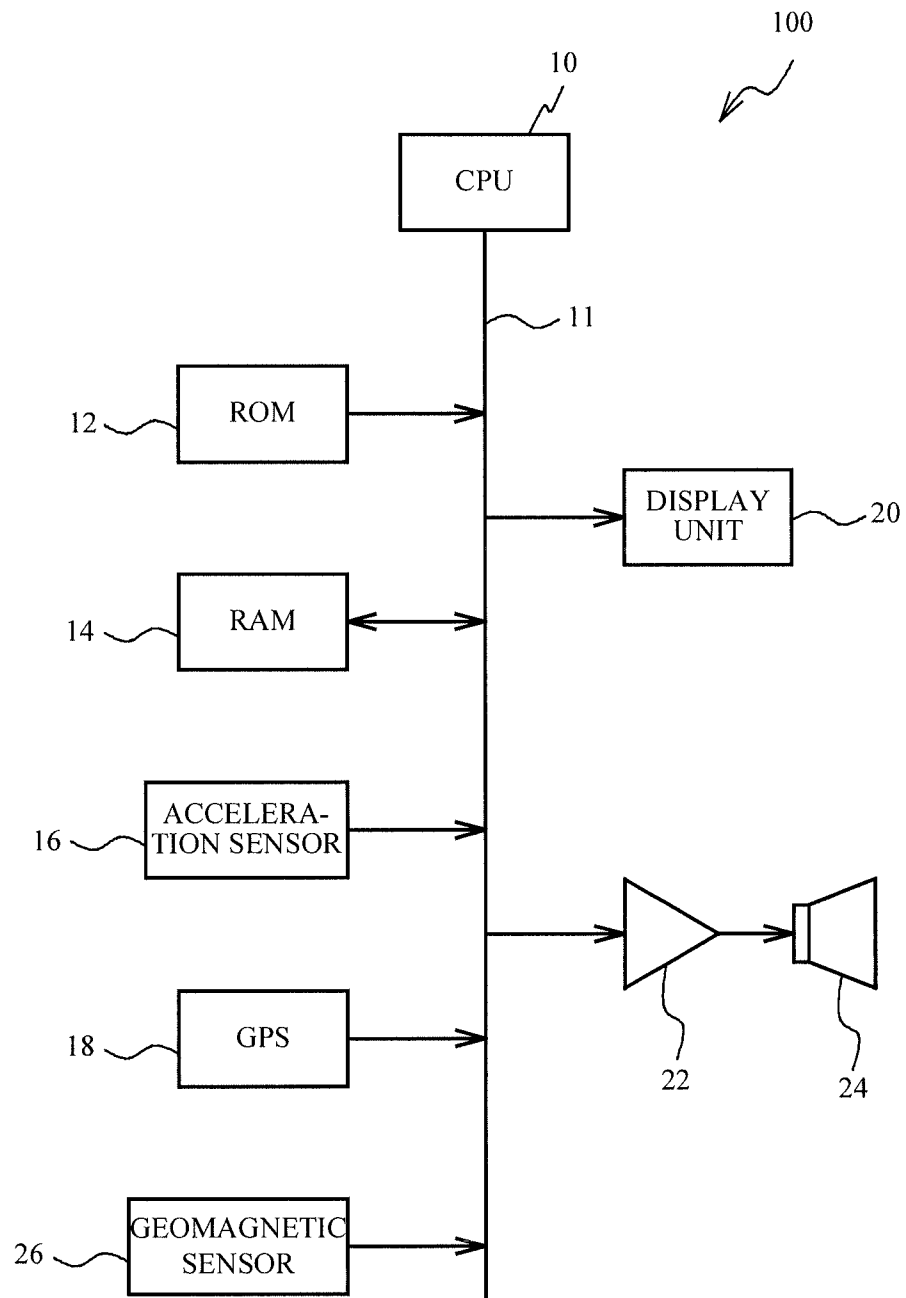 100
10
CPU
11
ROM
12
DISPLAY
UNIT
20
RAM
14
ACCELERA-
TION SENSOR
16
GPS
18
22
24
GEOMAGNETIC
SENSOR
26